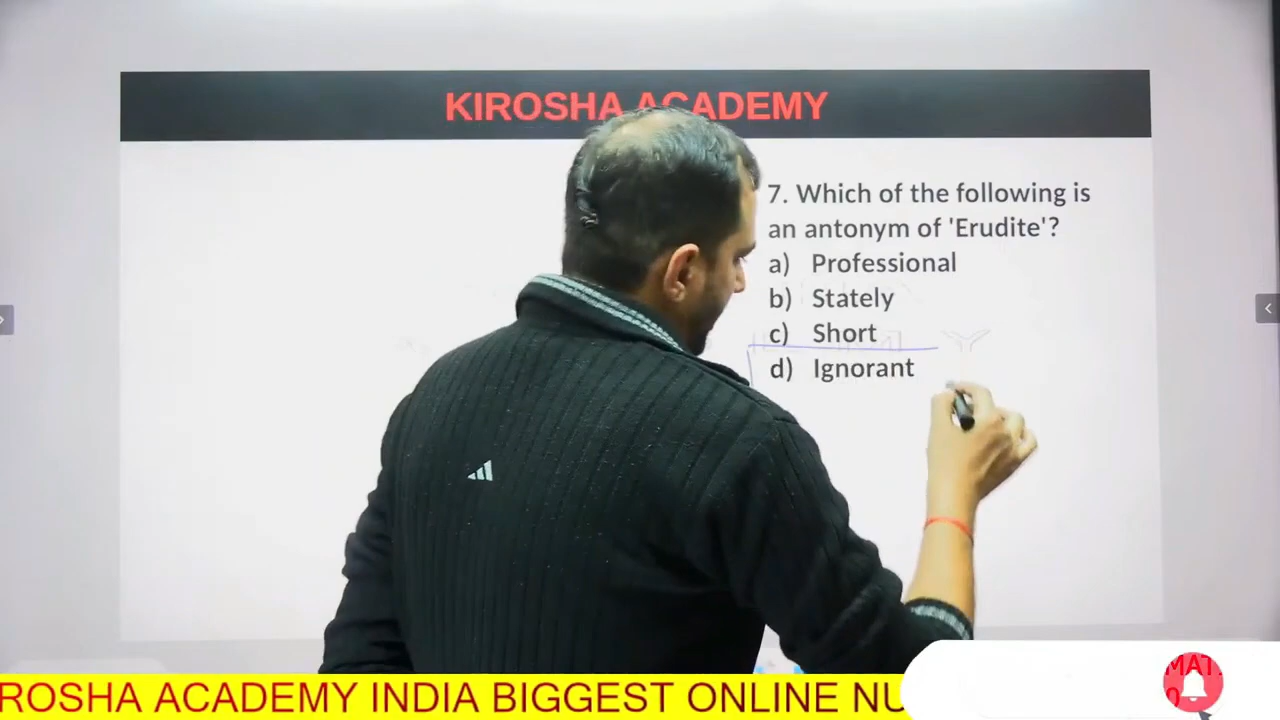 KIROSHA ACADEMY
7. Which of the following is
an antonym of 'Erudite'?
a) Professional
b) Stately
c) Short
d) Ignorant
ROSHA ACADEMY INDIA BIGGEST ONLINE